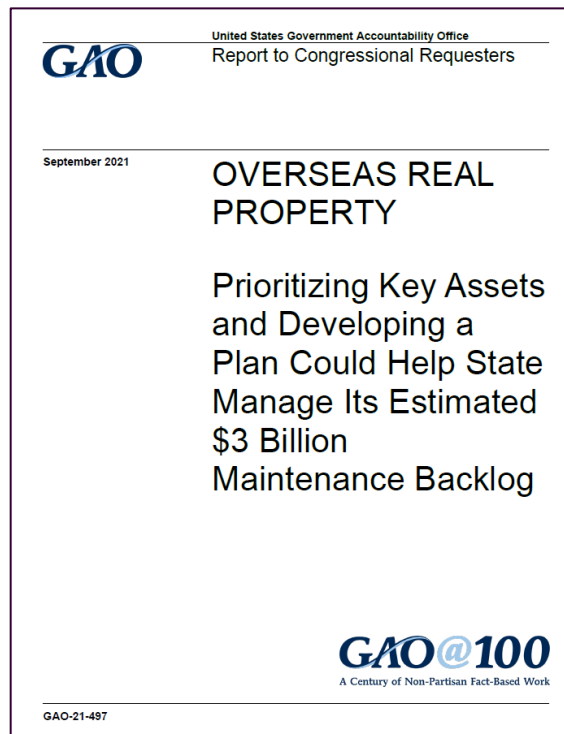 United States Government Accountability Office
GAO
Report to Congressional Requesters
September 2021
OVERSEAS REAL
PROPERTY
Prioritizing Key Assets
and Developing a
Plan Could Help State
Manage Its Estimated
$3 Billion
Maintenance Backlog
GAO@100
A Century of Non-Partisan Fact-Based Work
GAO-21-497